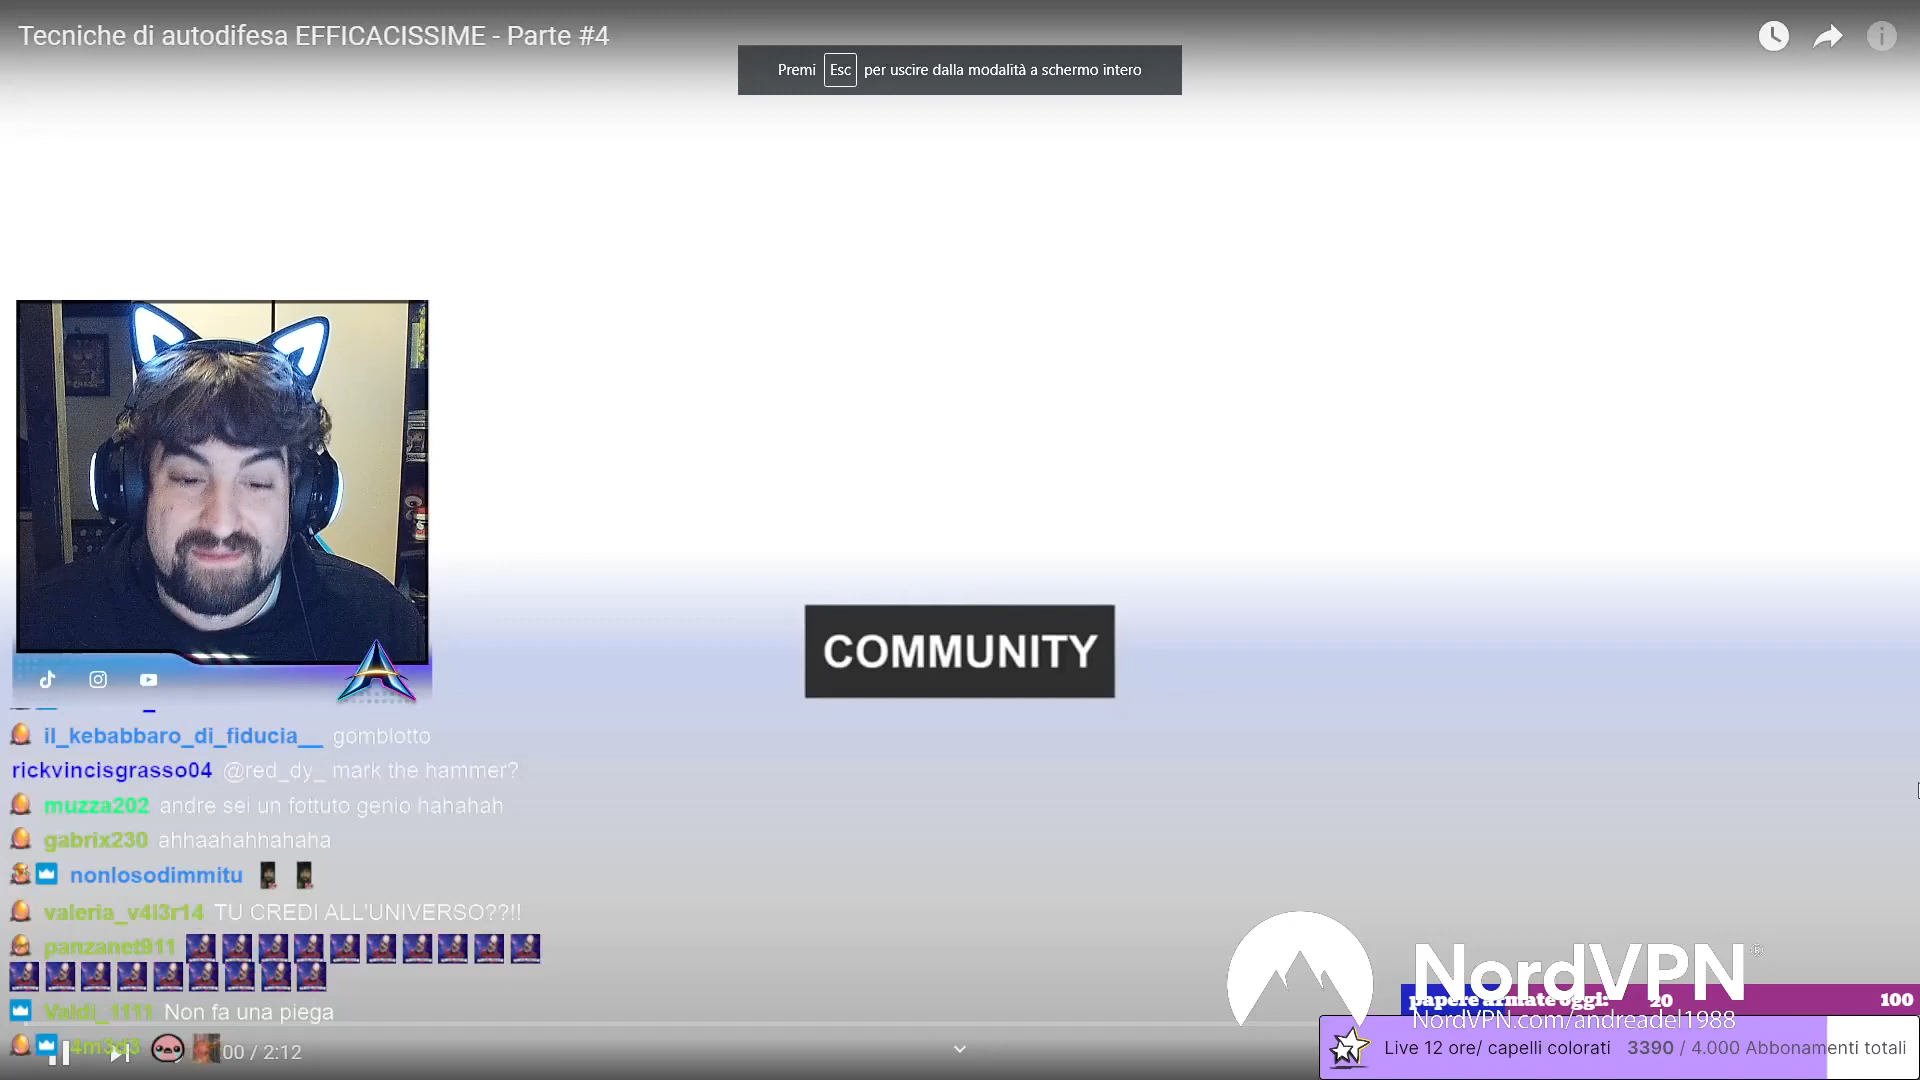 Tecniche di autodifesa EFFICACISSIME - Parte #4
Premi Esc per uscire dalla modalità a schermo intero
COMMUNITY
il_kebabbaro_di_fiducia__ gomblotto
rickvincisgrasso04 @red_dy_ mark the hammer?
muzza202 andre sei un fottuto genio hahahah
gabrix230 ahhaahahhahaha
nonlosodimmitu
valeria_v4l3r14 TU CREDI ALL'UNIVERSO??!!
panzanct911
Valdi_1111 Non fa una piega
4m3d3
00 / 2:12
NordVPN®
papere armate oggi: 20 100
NordVPN.com/andreadel1988
Live 12 ore/ capelli colorati 3390 / 4.000 Abbonamenti totali